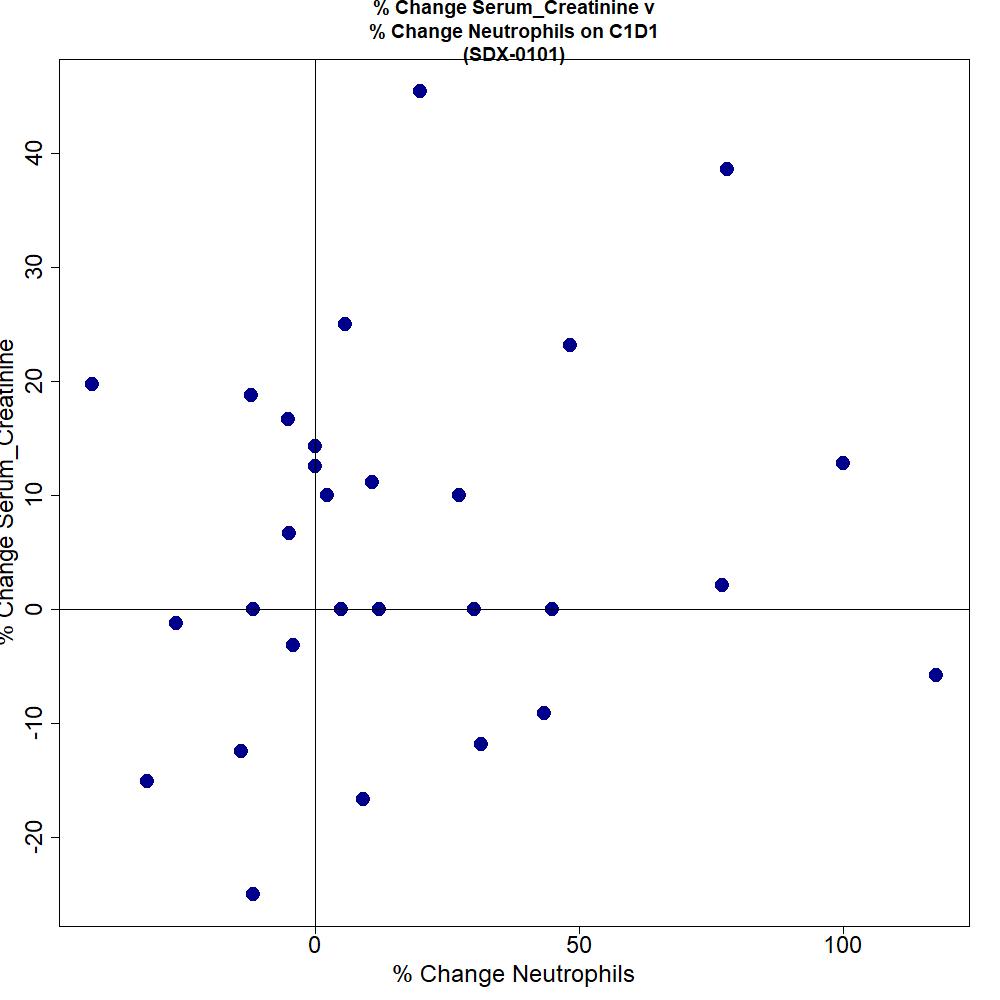 % Change Serum_Creatinine v
% Change Neutrophils on C1D1
(SDX-0101)
% Change Serum_Creatinine
40
30
20
10
0
-10
-20
0 50 100
% Change Neutrophils